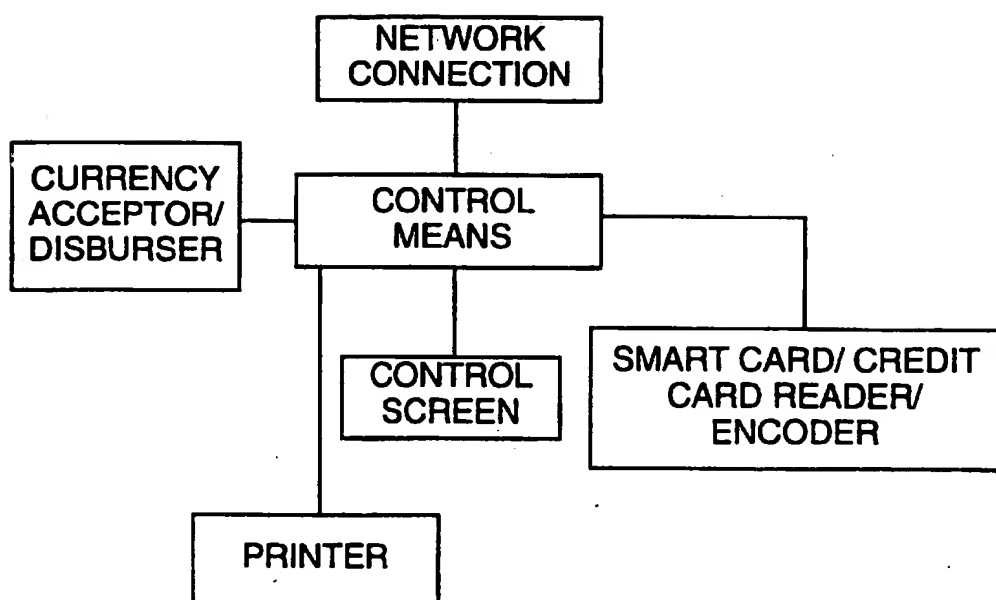 NETWORK
CONNECTION
CURRENCY
ACCEPTOR/
DISBURSER
CONTROL
MEANS
CONTROL
SCREEN
SMART CARD/ CREDIT
CARD READER/
ENCODER
PRINTER